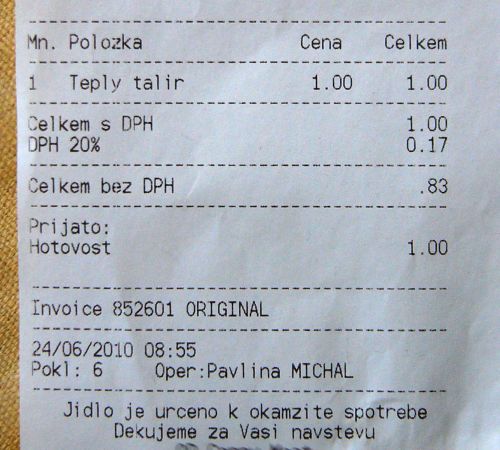 Mn. Polozka Cena Celkem
1 Teply talir 1.00 1.00
Celkem s DPH 1.00
DPH 20% 0.17
Celkem bez DPH .83
Prijato:
Hotovost 1.00
Invoice 852601 ORIGINAL
24/06/2010 08:55
Pokl: 6 Oper:Pavlina MICHAL
Jidlo je urceno k okamzite spotrebe
Dekujeme za Vasi navstevu